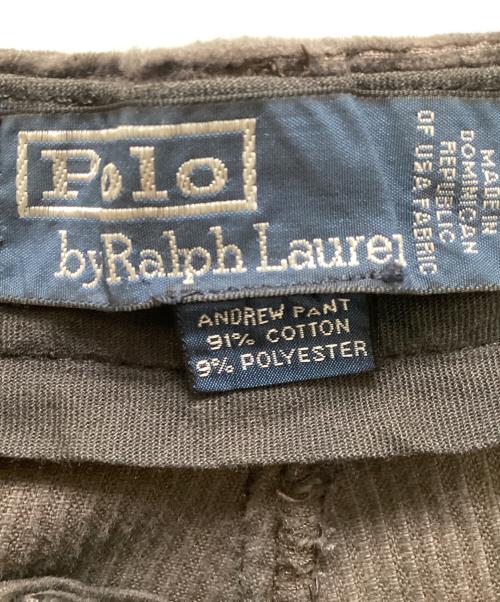 Polo
by Ralph Lauren
MADE IN
DOMINICAN
REPUBLIC
OF USA FABRIC
ANDREW PANT
91% COTTON
9% POLYESTER